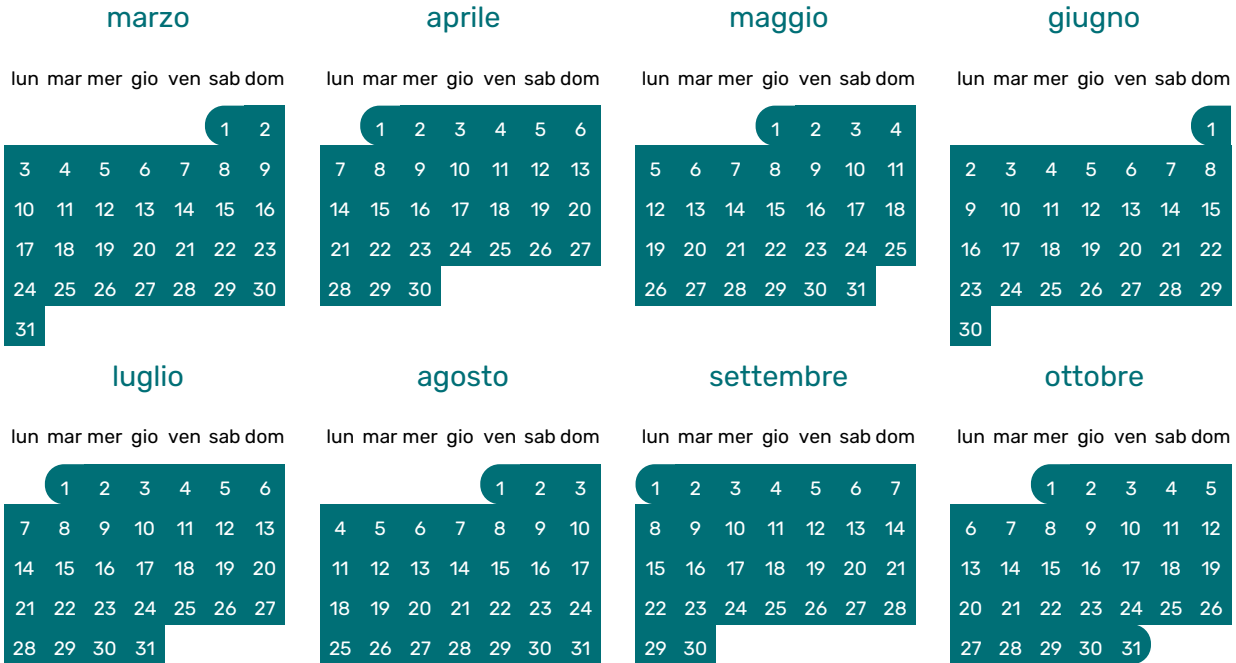 marzo aprile maggio giugno
lun mar mer gio ven sab dom lun mar mer gio ven sab dom lun mar mer gio ven sab dom lun mar mer gio ven sab dom
1 2 1 2 3 4 5 6 1 2 3 4 1
3 4 5 6 7 8 9 7 8 9 10 11 12 13 5 6 7 8 9 10 11 2 3 4 5 6 7 8
10 11 12 13 14 15 16 14 15 16 17 18 19 20 12 13 14 15 16 17 18 9 10 11 12 13 14 15
17 18 19 20 21 22 23 21 22 23 24 25 26 27 19 20 21 22 23 24 25 16 17 18 19 20 21 22
24 25 26 27 28 29 30 28 29 30 26 27 28 29 30 31 23 24 25 26 27 28 29
31 30
luglio agosto settembre ottobre
lun mar mer gio ven sab dom lun mar mer gio ven sab dom lun mar mer gio ven sab dom lun mar mer gio ven sab dom
1 2 3 4 5 6 1 2 3 1 2 3 4 5 6 7 1 2 3 4 5
7 8 9 10 11 12 13 4 5 6 7 8 9 10 8 9 10 11 12 13 14 6 7 8 9 10 11 12
14 15 16 17 18 19 20 11 12 13 14 15 16 17 15 16 17 18 19 20 21 13 14 15 16 17 18 19
21 22 23 24 25 26 27 18 19 20 21 22 23 24 22 23 24 25 26 27 28 20 21 22 23 24 25 26
28 29 30 31 25 26 27 28 29 30 31 29 30 27 28 29 30 31